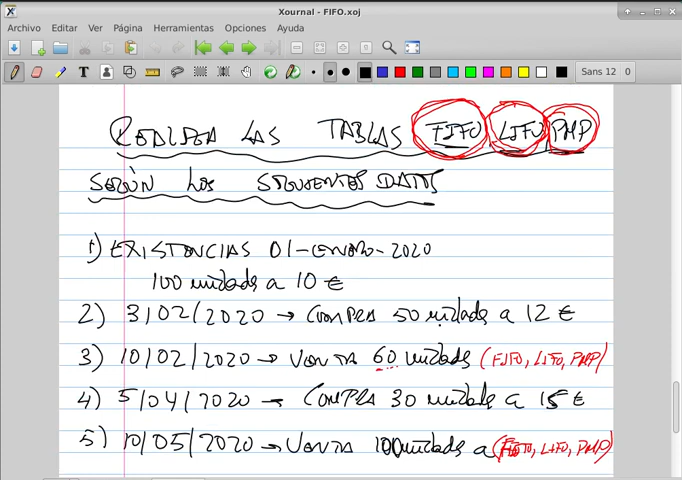 Xournal - FIFO.xoj
Archivo Editar Ver Página Herramientas Opciones Ayuda
T Sans 12 0
REALIZA LAS TABLAS FIFO LIFO PMP
SEGÚN LOS SIGUIENTES DATOS
1) EXISTENCIAS 01-ENERO-2020
100 unidades a 10 €
2) 3/02/2020 → COMPRA 50 unidades a 12 €
3) 10/02/2020 → VENTA 60 unidades (FIFO, LIFO, PMP)
4) 5/04/2020 → COMPRA 30 unidades a 15 €
5) 10/05/2020 → VENTA 100 unidades a (FIFO, LIFO, PMP)